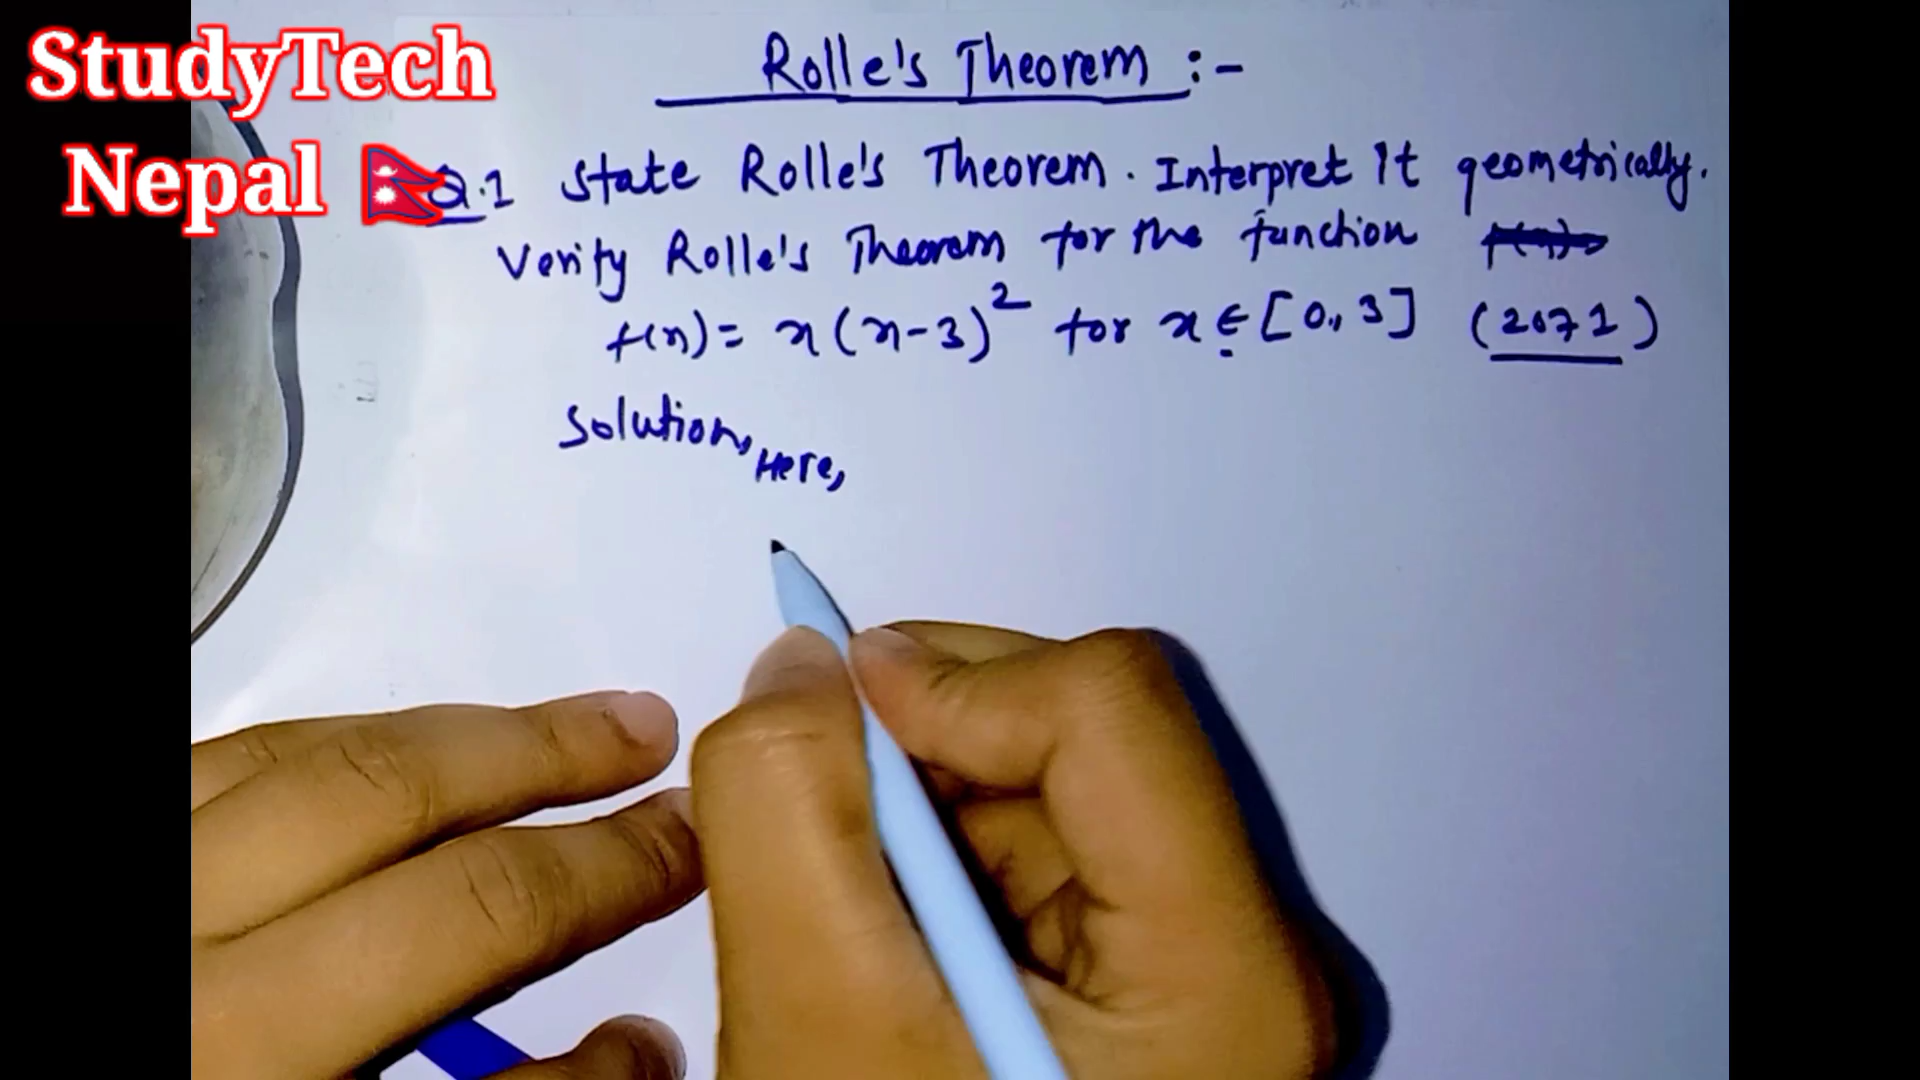 StudyTech
Nepal
Rolle's Theorem :-
Q.1 State Rolle's Theorem. Interpret It geometrically.
Verify Rolle's Theorem for the function
f(x) = x(x-3)² for x ∈ [0, 3] (2071)
Solution,
Here,